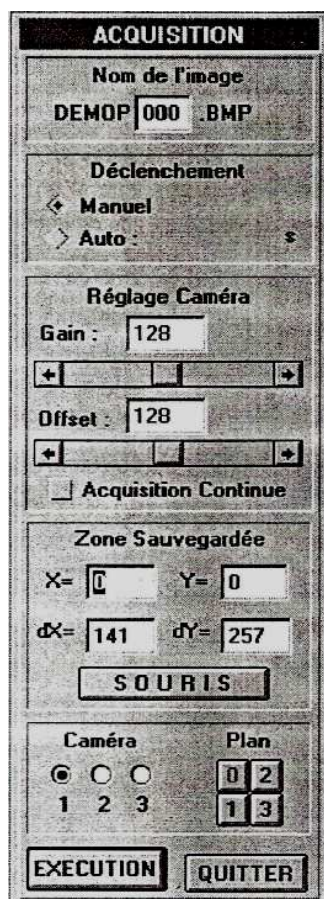 ACQUISITION
Nom de l'image
DEMOP 000 .BMP
Déclenchement
Manuel
Auto : s
Réglage Caméra
Gain : 128
Offset : 128
Acquisition Continue
Zone Sauvegardée
X= 0 Y= 0
dX= 141 dY= 257
SOURIS
Caméra Plan
0 2
1 2 3 1 3
EXECUTION QUITTER